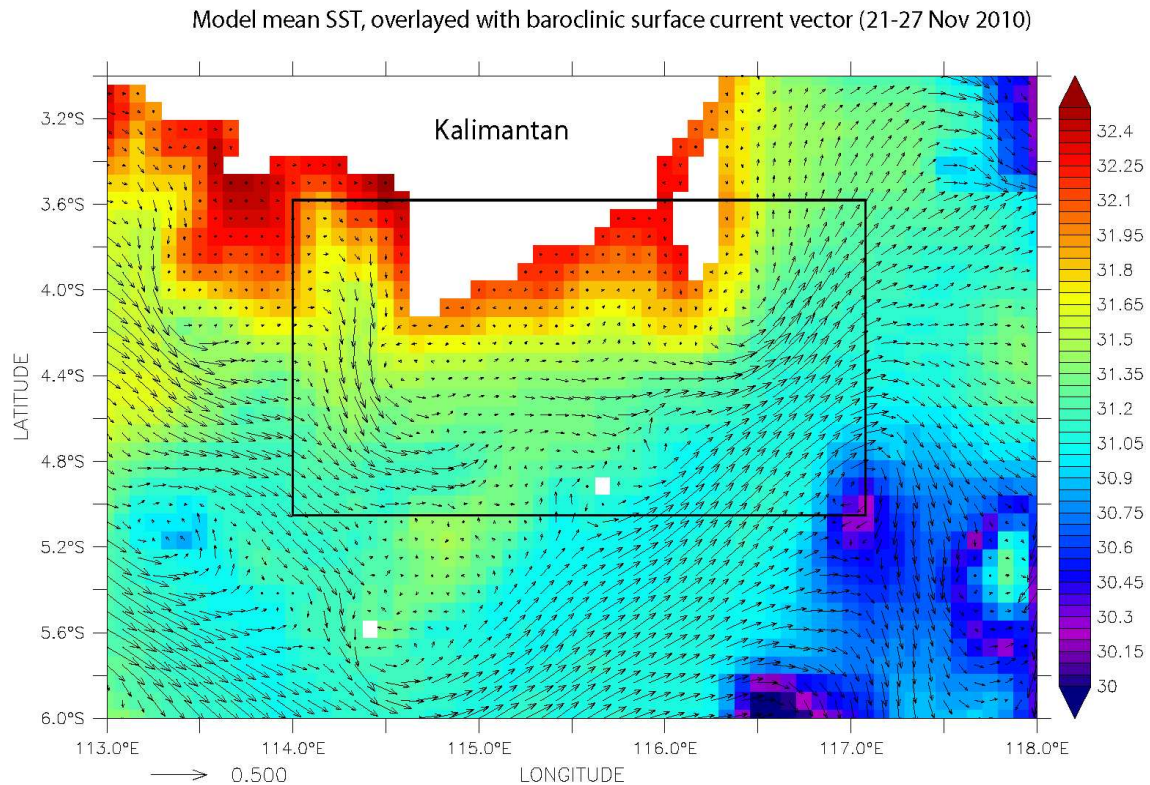 Model mean SST, overlayed with baroclinic surface current vector (21-27 Nov 2010)
Kalimantan
LATITUDE
3.2°S
3.6°S
4.0°S
4.4°S
4.8°S
5.2°S
5.6°S
6.0°S
113.0°E
114.0°E
115.0°E
116.0°E
117.0°E
118.0°E
0.500
LONGITUDE
32.4
32.25
32.1
31.95
31.8
31.65
31.5
31.35
31.2
31.05
30.9
30.75
30.6
30.45
30.3
30.15
30